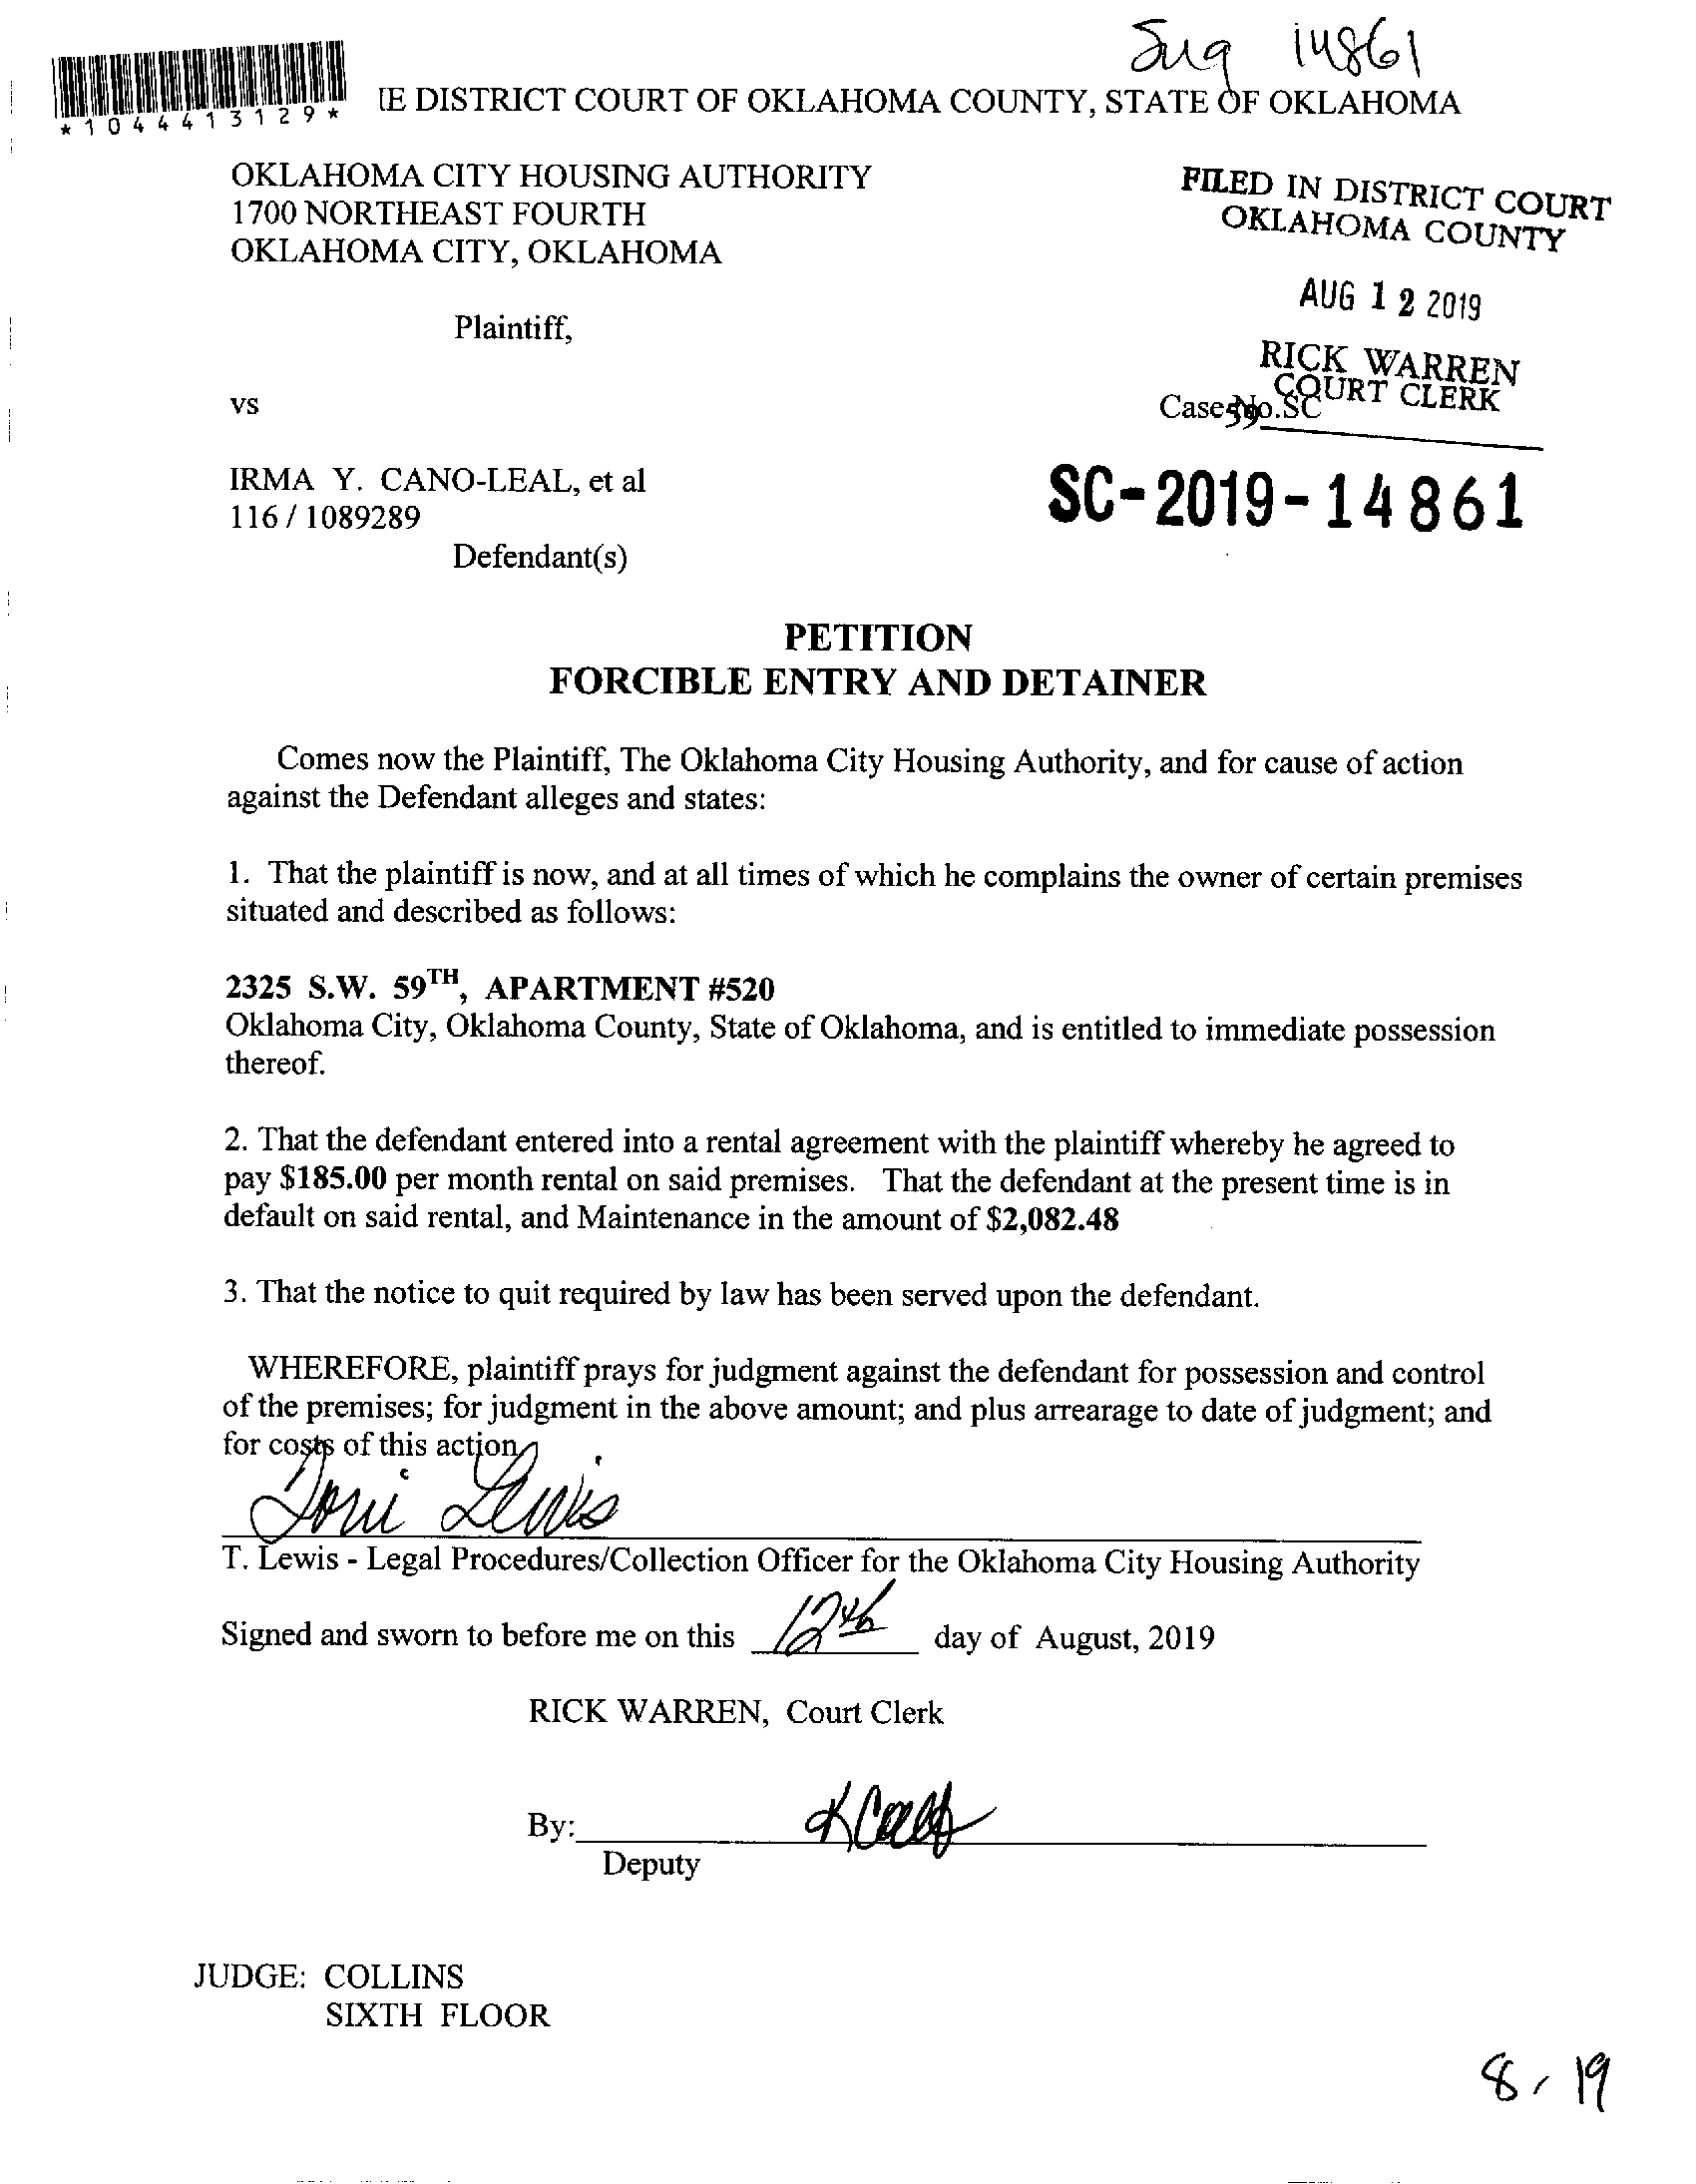 14861
*1044413129*
IE DISTRICT COURT OF OKLAHOMA COUNTY, STATE OF OKLAHOMA
OKLAHOMA CITY HOUSING AUTHORITY
1700 NORTHEAST FOURTH
OKLAHOMA CITY, OKLAHOMA
FILED IN DISTRICT COURT
OKLAHOMA COUNTY
AUG 12 2019
Plaintiff,
RICK WARREN
COURT CLERK
vs
Case No.SC
39
IRMA Y. CANO-LEAL, et al
116 / 1089289
SC-2019-14861
Defendant(s)
PETITION
FORCIBLE ENTRY AND DETAINER
Comes now the Plaintiff, The Oklahoma City Housing Authority, and for cause of action
against the Defendant alleges and states:
1. That the plaintiff is now, and at all times of which he complains the owner of certain premises
situated and described as follows:
2325 S.W. 59TH, APARTMENT #520
Oklahoma City, Oklahoma County, State of Oklahoma, and is entitled to immediate possession
thereof.
2. That the defendant entered into a rental agreement with the plaintiff whereby he agreed to
pay $185.00 per month rental on said premises. That the defendant at the present time is in
default on said rental, and Maintenance in the amount of $2,082.48
3. That the notice to quit required by law has been served upon the defendant.
WHEREFORE, plaintiff prays for judgment against the defendant for possession and control
of the premises; for judgment in the above amount; and plus arrearage to date of judgment; and
for costs of this action.
Toni Lewis
T. Lewis - Legal Procedures/Collection Officer for the Oklahoma City Housing Authority
Signed and sworn to before me on this 12th day of August, 2019
RICK WARREN, Court Clerk
By:
Deputy
JUDGE: COLLINS
SIXTH FLOOR
8-19